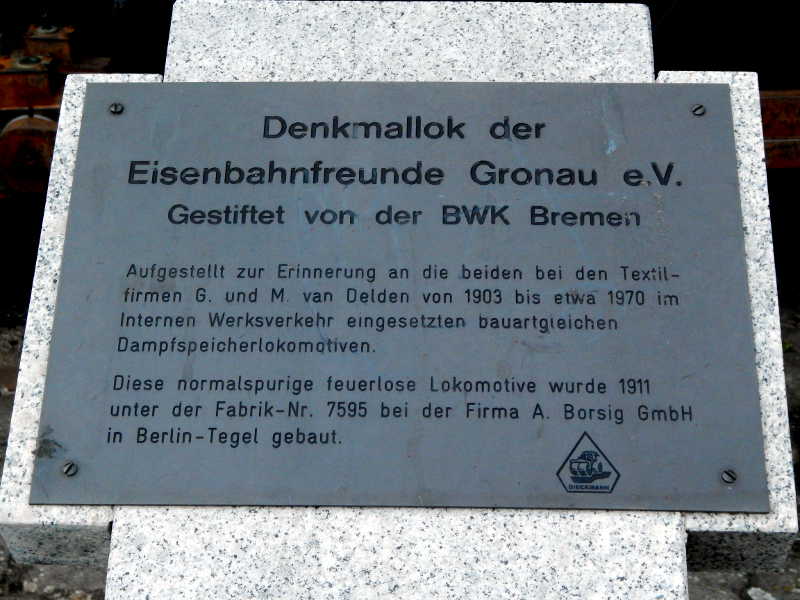 Denkmallok der
Eisenbahnfreunde Gronau e.V.
Gestiftet von der BWK Bremen
Aufgestellt zur Erinnerung an die beiden bei den Textil-
firmen G. und M. van Delden von 1903 bis etwa 1970 im
Internen Werksverkehr eingesetzten bauartgleichen
Dampfspeicherlokomotiven.
Diese normalspurige feuerlose Lokomotive wurde 1911
unter der Fabrik-Nr. 7595 bei der Firma A. Borsig GmbH
in Berlin-Tegel gebaut.